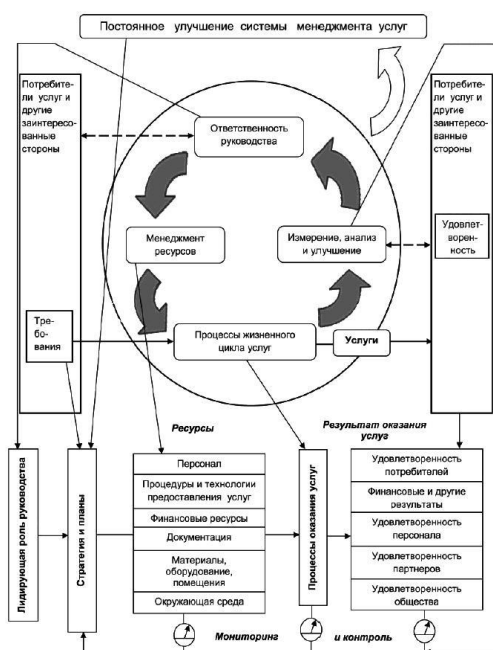 Постоянное улучшение системы менеджмента услуг
Потребите-
ли услуг и
другие
заинтересо-
ванные
стороны
Потребите-
ли услуг и
другие
заинтересо-
ванные
стороны
Ответственность
руководства
Менеджмент
ресурсов
Измерение, анализ
и улучшение
Удовлет-
ворен-
ность
Тре-
бования
Процессы жизненного
цикла услуг
Услуги
Ресурсы
Результат оказания
услуг
Лидирующая роль руководства
Стратегия и планы
Персонал
Процедуры и технологии
предоставления услуг
Финансовые ресурсы
Документация
Материалы,
оборудование,
помещения
Окружающая среда
Процессы оказания услуг
Удовлетворенность
потребителей
Финансовые и другие
результаты
Удовлетворенность
персонала
Удовлетворенность
партнеров
Удовлетворенность
общества
Мониторинг
и контроль